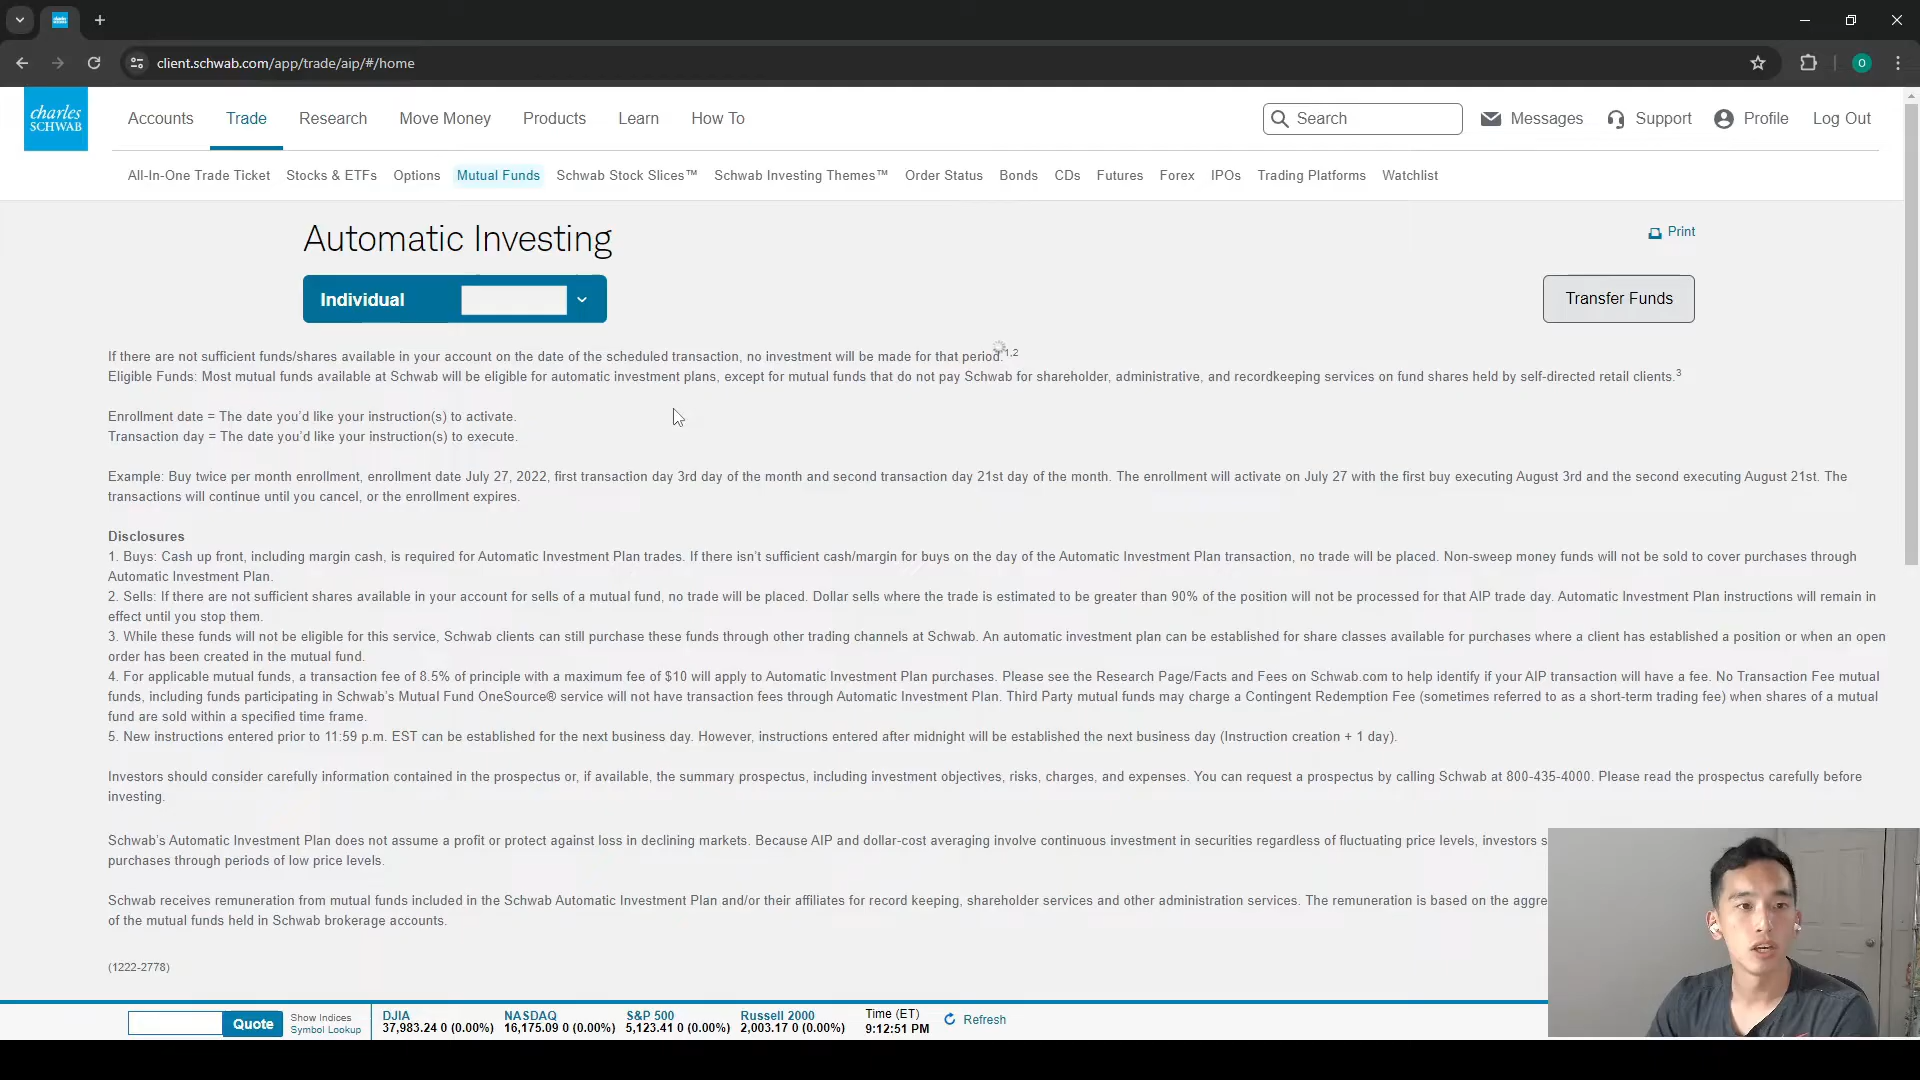 client.schwab.com/app/trade/aip/#/home
O
charles SCHWAB
Accounts Trade Research Move Money Products Learn How To Search Messages Support Profile Log Out
All-In-One Trade Ticket Stocks & ETFs Options Mutual Funds Schwab Stock Slices™ Schwab Investing Themes™ Order Status Bonds CDs Futures Forex IPOs Trading Platforms Watchlist
Automatic Investing
Print
Individual
Transfer Funds
If there are not sufficient funds/shares available in your account on the date of the scheduled transaction, no investment will be made for that period.1,2
Eligible Funds: Most mutual funds available at Schwab will be eligible for automatic investment plans, except for mutual funds that do not pay Schwab for shareholder, administrative, and recordkeeping services on fund shares held by self-directed retail clients.3
Enrollment date = The date you'd like your instruction(s) to activate.
Transaction day = The date you'd like your instruction(s) to execute.
Example: Buy twice per month enrollment, enrollment date July 27, 2022, first transaction day 3rd day of the month and second transaction day 21st day of the month. The enrollment will activate on July 27 with the first buy executing August 3rd and the second executing August 21st. The
transactions will continue until you cancel, or the enrollment expires.
Disclosures
1. Buys: Cash up front, including margin cash, is required for Automatic Investment Plan trades. If there isn't sufficient cash/margin for buys on the day of the Automatic Investment Plan transaction, no trade will be placed. Non-sweep money funds will not be sold to cover purchases through
Automatic Investment Plan.
2. Sells: If there are not sufficient shares available in your account for sells of a mutual fund, no trade will be placed. Dollar sells where the trade is estimated to be greater than 90% of the position will not be processed for that AIP trade day. Automatic Investment Plan instructions will remain in
effect until you stop them.
3. While these funds will not be eligible for this service, Schwab clients can still purchase these funds through other trading channels at Schwab. An automatic investment plan can be established for share classes available for purchases where a client has established a position or when an open
order has been created in the mutual fund.
4. For applicable mutual funds, a transaction fee of 8.5% of principle with a maximum fee of $10 will apply to Automatic Investment Plan purchases. Please see the Research Page/Facts and Fees on Schwab.com to help identify if your AIP transaction will have a fee. No Transaction Fee mutual
funds, including funds participating in Schwab's Mutual Fund OneSource® service will not have transaction fees through Automatic Investment Plan. Third Party mutual funds may charge a Contingent Redemption Fee (sometimes referred to as a short-term trading fee) when shares of a mutual
fund are sold within a specified time frame.
5. New instructions entered prior to 11:59 p.m. EST can be established for the next business day. However, instructions entered after midnight will be established the next business day (Instruction creation + 1 day).
Investors should consider carefully information contained in the prospectus or, if available, the summary prospectus, including investment objectives, risks, charges, and expenses. You can request a prospectus by calling Schwab at 800-435-4000. Please read the prospectus carefully before
investing.
Schwab's Automatic Investment Plan does not assume a profit or protect against loss in declining markets. Because AIP and dollar-cost averaging involve continuous investment in securities regardless of fluctuating price levels, investors s
purchases through periods of low price levels.
Schwab receives remuneration from mutual funds included in the Schwab Automatic Investment Plan and/or their affiliates for record keeping, shareholder services and other administration services. The remuneration is based on the aggre
of the mutual funds held in Schwab brokerage accounts.
(1222-2778)
Quote Show Indices Symbol Lookup
DJIA NASDAQ S&P 500 Russell 2000 Time (ET)
37,983.24 0 (0.00%) 16,175.09 0 (0.00%) 5,123.41 0 (0.00%) 2,003.17 0 (0.00%) 9:12:51 PM Refresh